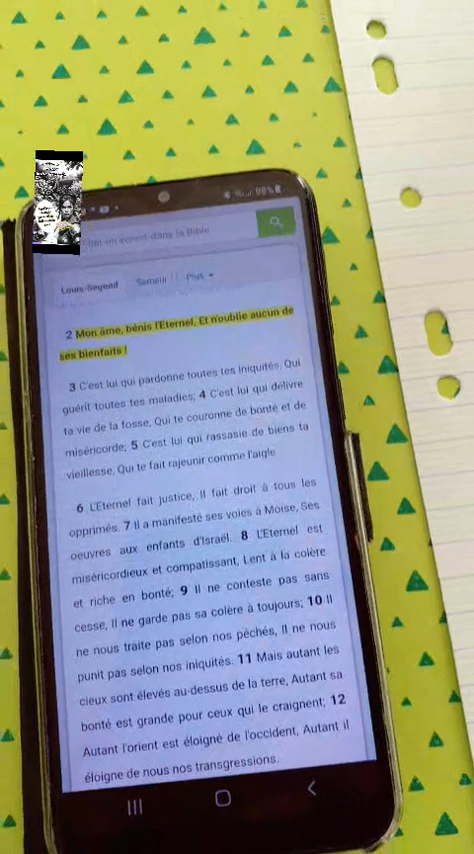 98%
dans la Bible
Louis-Segond Plus
2 Mon âme, bénis l'Eternel, Et n'oublie aucun de
ses bienfaits !
3 C'est lui qui pardonne toutes tes iniquités, Qui
guérit toutes tes maladies; 4 C'est lui qui délivre
ta vie de la fosse, Qui te couronne de bonté et de
miséricorde; 5 C'est lui qui rassasie de biens ta
vieillesse, Qui te fait rajeunir comme l'aigle
6 L'Eternel fait justice, Il fait droit à tous les
opprimés. 7 Il a manifesté ses voies à Moïse, Ses
oeuvres aux enfants d'Israël. 8 L'Eternel est
miséricordieux et compatissant, Lent à la colère
et riche en bonté; 9 Il ne conteste pas sans
cesse, Il ne garde pas sa colère à toujours; 10 Il
ne nous traite pas selon nos péchés, Il ne nous
punit pas selon nos iniquités. 11 Mais autant les
cieux sont élevés au-dessus de la terre, Autant sa
bonté est grande pour ceux qui le craignent; 12
Autant l'orient est éloigné de l'occident, Autant il
éloigne de nous nos transgressions.